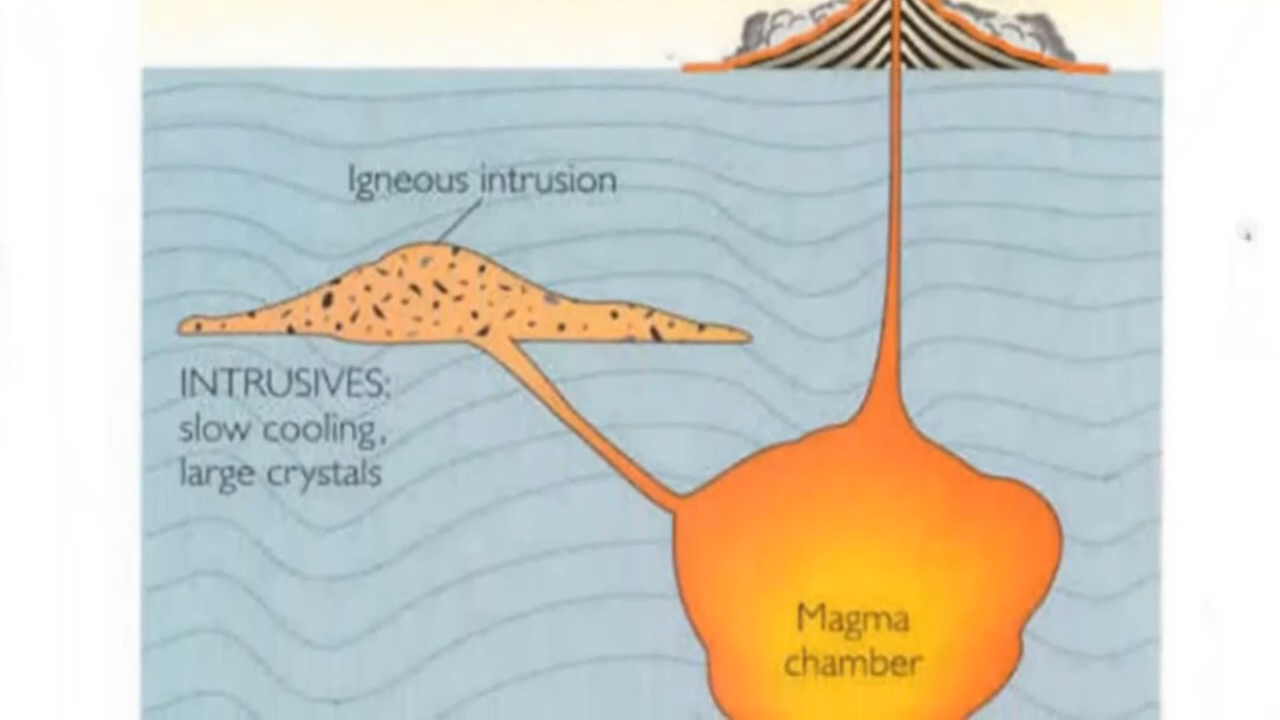 Igneous intrusion
INTRUSIVES:
slow cooling,
large crystals
Magma
chamber